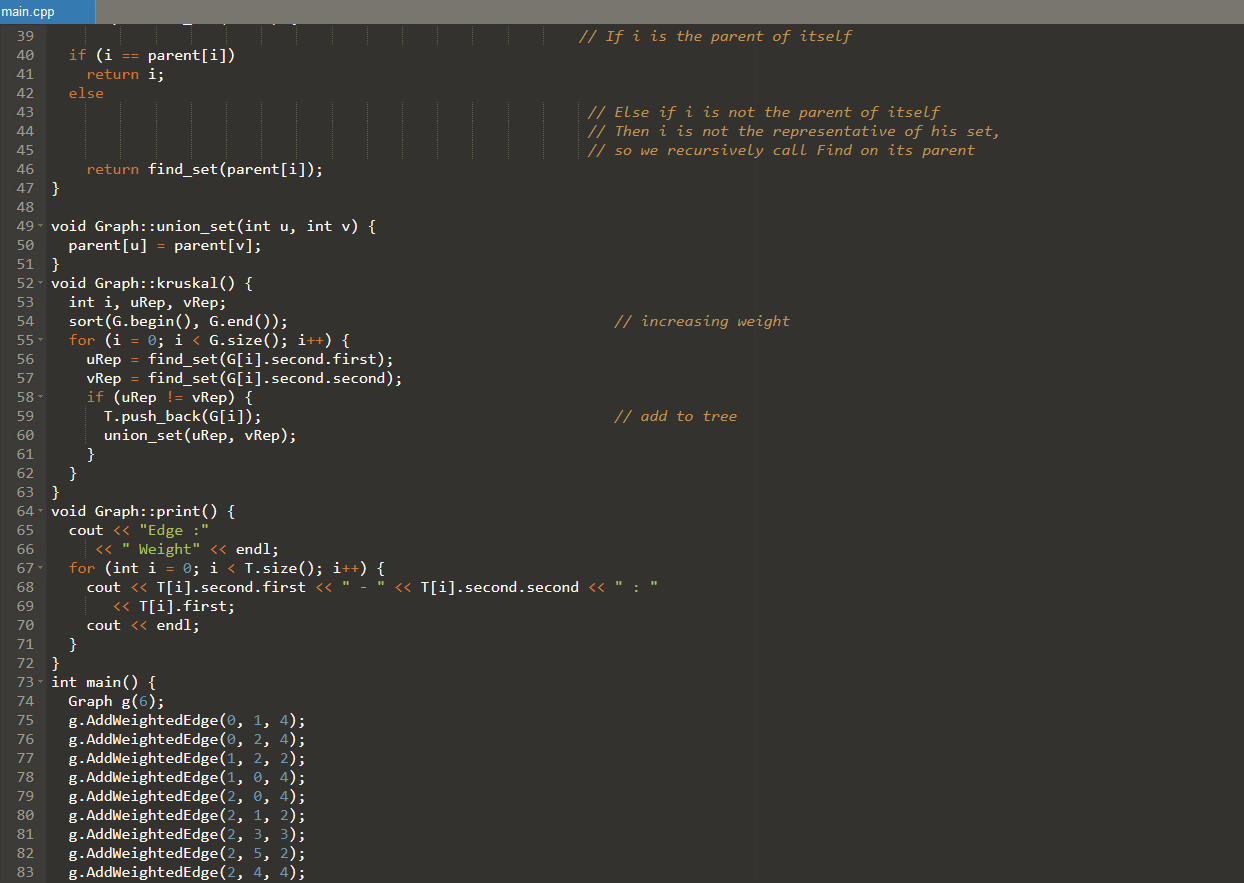 main.cpp
39 // If i is the parent of itself
40 if (i == parent[i])
41 return i;
42 else
43 // Else if i is not the parent of itself
44 // Then i is not the representative of his set,
45 // so we recursively call Find on its parent
46 return find_set(parent[i]);
47 }
48
49 void Graph::union_set(int u, int v) {
50 parent[u] = parent[v];
51 }
52 void Graph::kruskal() {
53 int i, uRep, vRep;
54 sort(G.begin(), G.end()); // increasing weight
55 for (i = 0; i < G.size(); i++) {
56 uRep = find_set(G[i].second.first);
57 vRep = find_set(G[i].second.second);
58 if (uRep != vRep) {
59 T.push_back(G[i]); // add to tree
60 union_set(uRep, vRep);
61 }
62 }
63 }
64 void Graph::print() {
65 cout << "Edge :"
66 << " Weight" << endl;
67 for (int i = 0; i < T.size(); i++) {
68 cout << T[i].second.first << " - " << T[i].second.second << " : "
69 << T[i].first;
70 cout << endl;
71 }
72 }
73 int main() {
74 Graph g(6);
75 g.AddWeightedEdge(0, 1, 4);
76 g.AddWeightedEdge(0, 2, 4);
77 g.AddWeightedEdge(1, 2, 2);
78 g.AddWeightedEdge(1, 0, 4);
79 g.AddWeightedEdge(2, 0, 4);
80 g.AddWeightedEdge(2, 1, 2);
81 g.AddWeightedEdge(2, 3, 3);
82 g.AddWeightedEdge(2, 5, 2);
83 g.AddWeightedEdge(2, 4, 4);